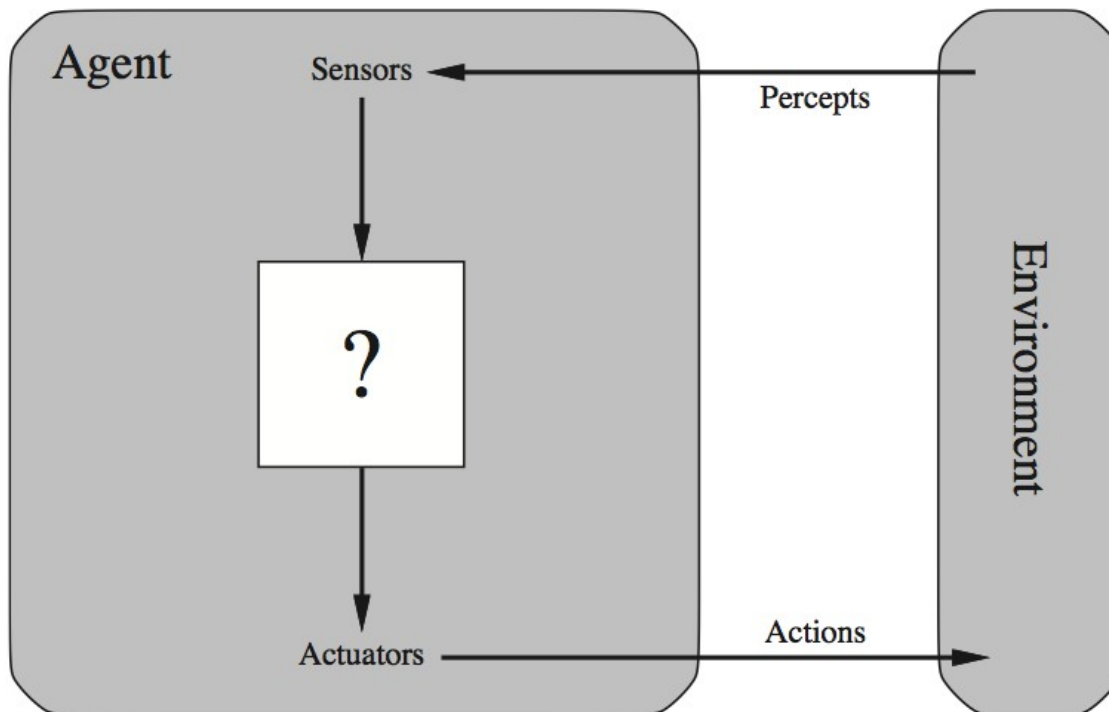 Agent
Sensors
Percepts
?
Environment
Actions
Actuators